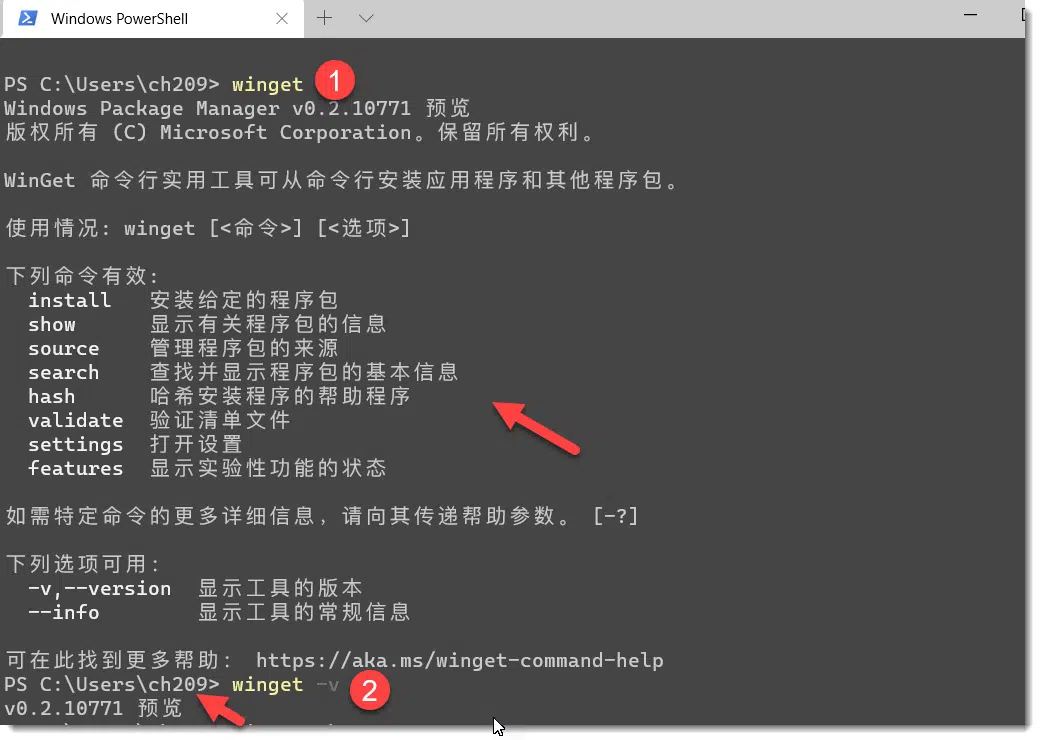 Windows PowerShell
PS C:\Users\ch209> winget 1
Windows Package Manager v0.2.10771 预览
版权所有 (C) Microsoft Corporation。保留所有权利。
WinGet 命令行实用工具可从命令行安装应用程序和其他程序包。
使用情况: winget [<命令>] [<选项>]
下列命令有效:
install 安装给定的程序包
show 显示有关程序包的信息
source 管理程序包的来源
search 查找并显示程序包的基本信息
hash 哈希安装程序的帮助程序
validate 验证清单文件
settings 打开设置
features 显示实验性功能的状态
如需特定命令的更多详细信息，请向其传递帮助参数。 [-?]
下列选项可用:
-v,--version 显示工具的版本
--info 显示工具的常规信息
可在此找到更多帮助: https://aka.ms/winget-command-help
PS C:\Users\ch209> winget -v 2
v0.2.10771 预览